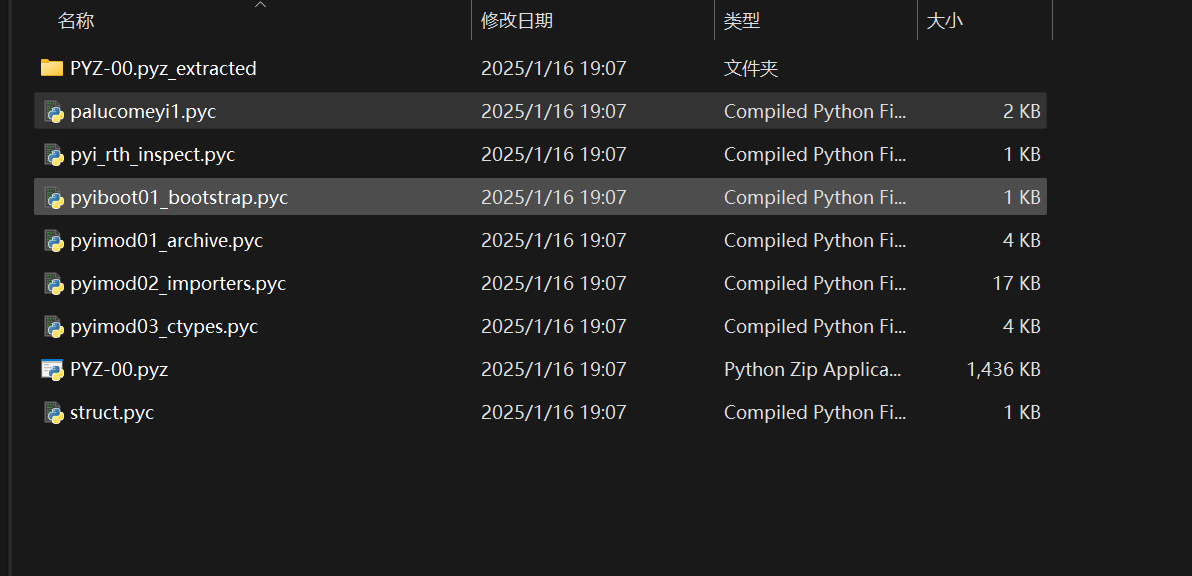 名称 修改日期 类型 大小
PYZ-00.pyz_extracted 2025/1/16 19:07 文件夹
palucomeyi1.pyc 2025/1/16 19:07 Compiled Python Fi... 2 KB
pyi_rth_inspect.pyc 2025/1/16 19:07 Compiled Python Fi... 1 KB
pyiboot01_bootstrap.pyc 2025/1/16 19:07 Compiled Python Fi... 1 KB
pyimod01_archive.pyc 2025/1/16 19:07 Compiled Python Fi... 4 KB
pyimod02_importers.pyc 2025/1/16 19:07 Compiled Python Fi... 17 KB
pyimod03_ctypes.pyc 2025/1/16 19:07 Compiled Python Fi... 4 KB
PYZ-00.pyz 2025/1/16 19:07 Python Zip Applica... 1,436 KB
struct.pyc 2025/1/16 19:07 Compiled Python Fi... 1 KB